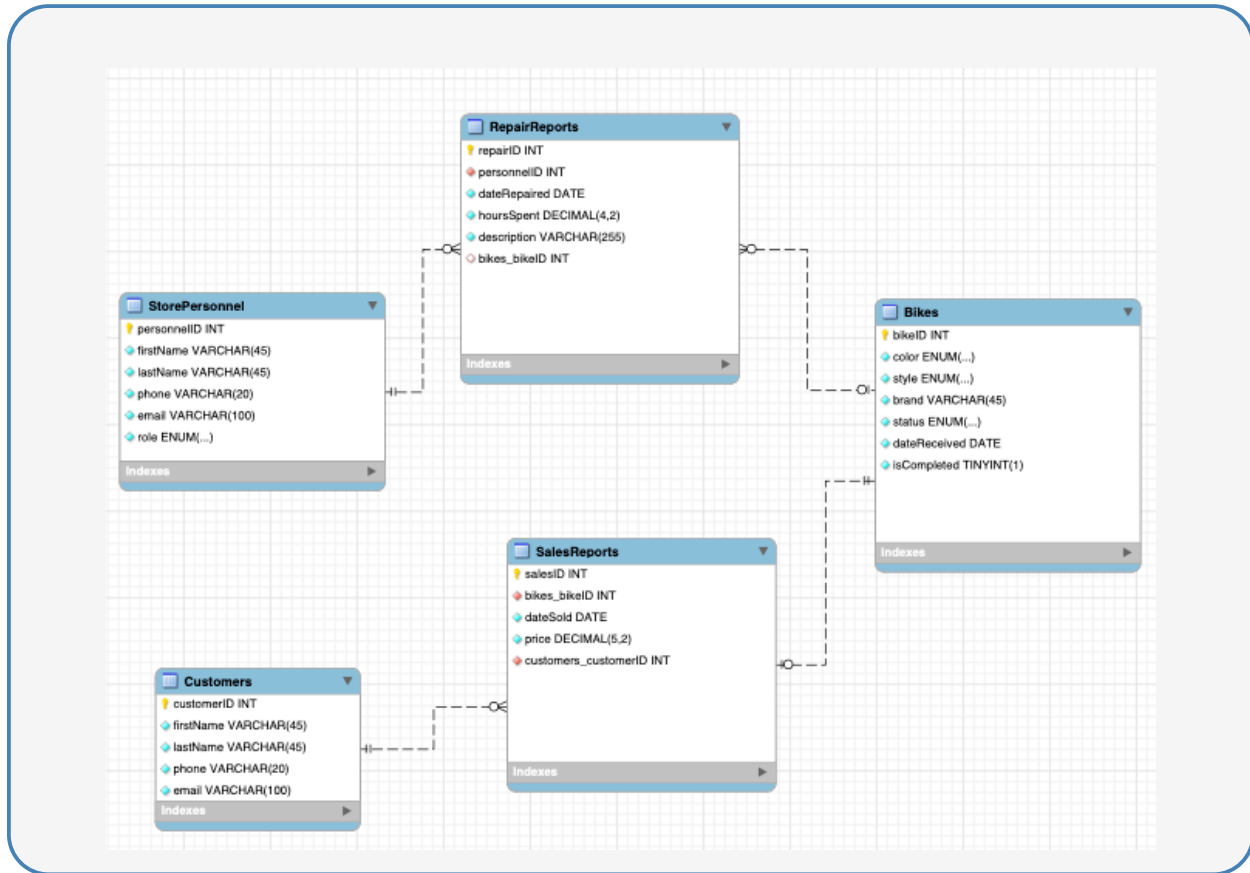 RepairReports
repairID INT
personnelID INT
dateRepaired DATE
hoursSpent DECIMAL(4,2)
description VARCHAR(255)
bikes_bikeID INT
Indexes
StorePersonnel
personnelID INT
firstName VARCHAR(45)
lastName VARCHAR(45)
phone VARCHAR(20)
email VARCHAR(100)
role ENUM(...)
Indexes
Bikes
bikeID INT
color ENUM(...)
style ENUM(...)
brand VARCHAR(45)
status ENUM(...)
dateReceived DATE
isCompleted TINYINT(1)
Indexes
SalesReports
salesID INT
bikes_bikeID INT
dateSold DATE
price DECIMAL(5,2)
customers_customerID INT
Indexes
Customers
customerID INT
firstName VARCHAR(45)
lastName VARCHAR(45)
phone VARCHAR(20)
email VARCHAR(100)
Indexes